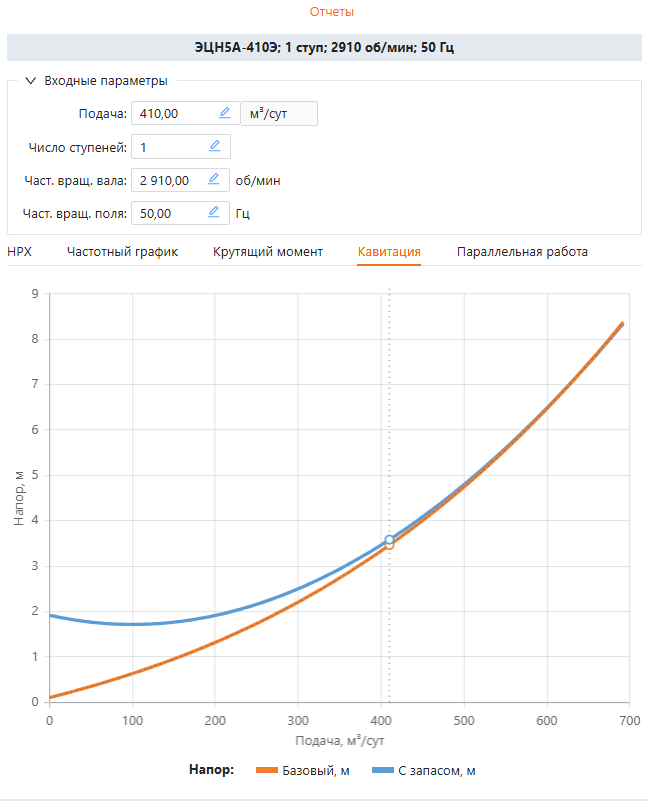 Отчеты
ЭЦН5А-410Э; 1 ступ; 2910 об/мин; 50 Гц
Входные параметры
Подача: 410,00 м³/сут
Число ступеней: 1
Част. вращ. вала: 2 910,00 об/мин
Част. вращ. поля: 50,00 Гц
НРХ Частотный график Крутящий момент Кавитация Параллельная работа
9
8
7
6
5
4
3
2
1
0
Напор, м
0 100 200 300 400 500 600 700
Подача, м³/сут
Напор: Базовый, м С запасом, м